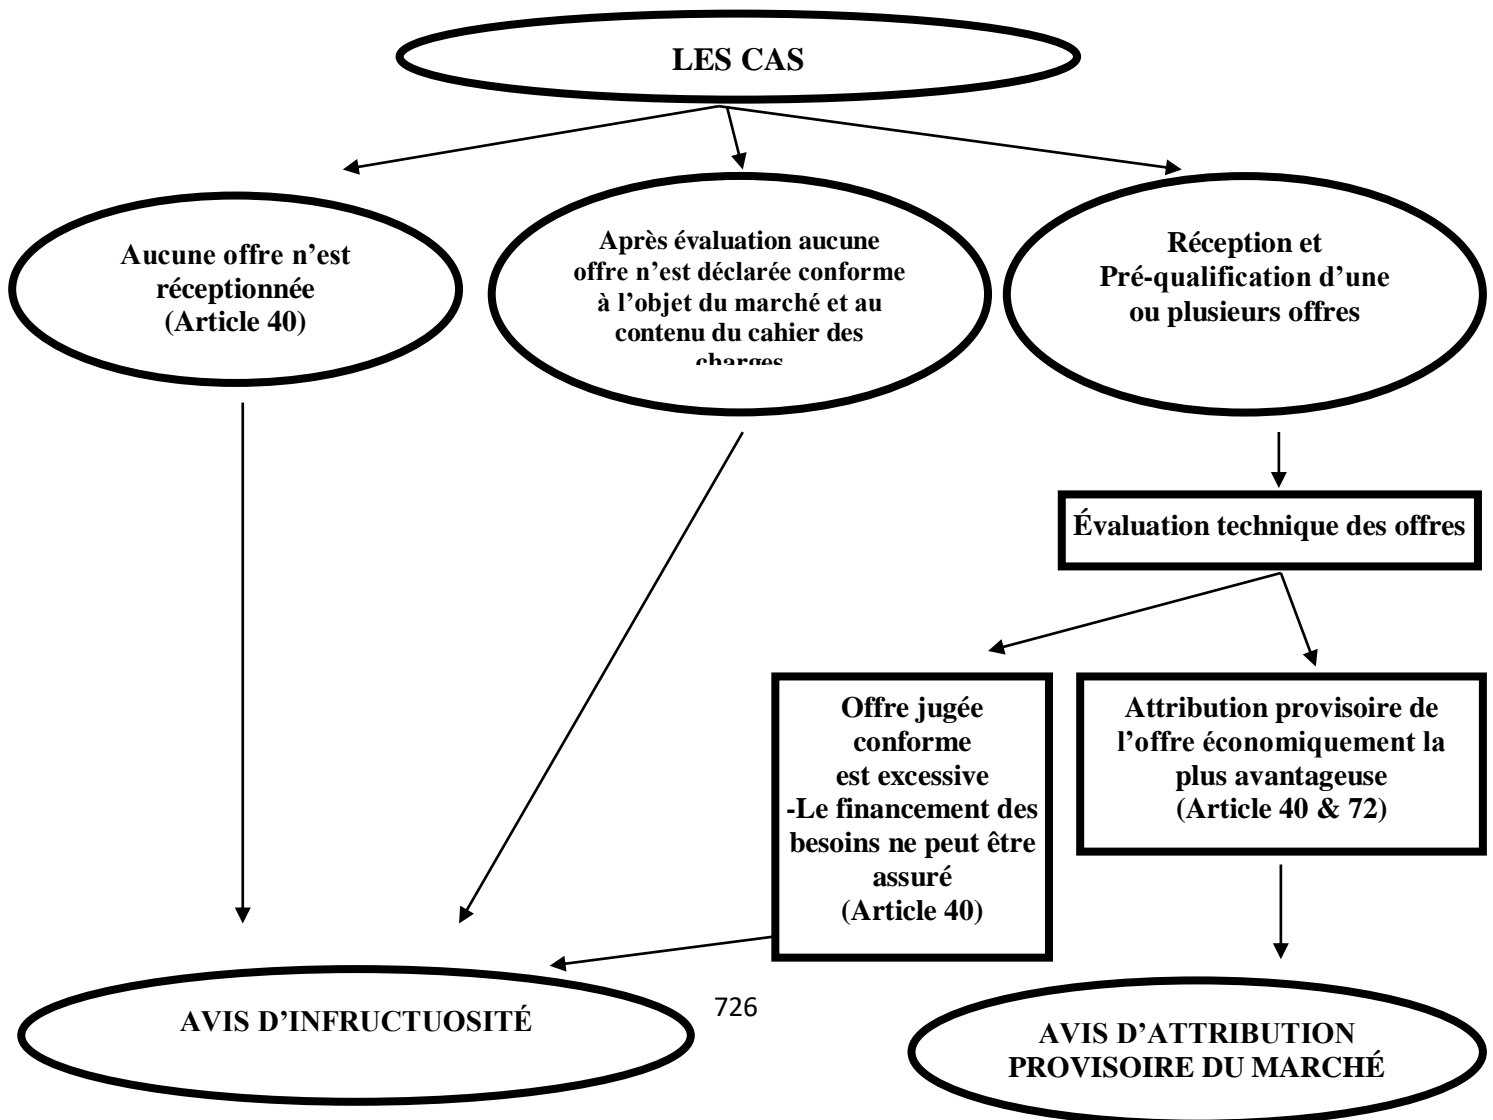 LES CAS
Aucune offre n’est
réceptionnée
(Article 40)
Après évaluation aucune
offre n’est déclarée conforme
à l’objet du marché et au
contenu du cahier des
charges
Réception et
Pré-qualification d’une
ou plusieurs offres
Évaluation technique des offres
Offre jugée
conforme
est excessive
-Le financement des
besoins ne peut être
assuré
(Article 40)
Attribution provisoire de
l’offre économiquement la
plus avantageuse
(Article 40 & 72)
AVIS D’INFRUCTUOSITÉ
726
AVIS D’ATTRIBUTION
PROVISOIRE DU MARCHÉ